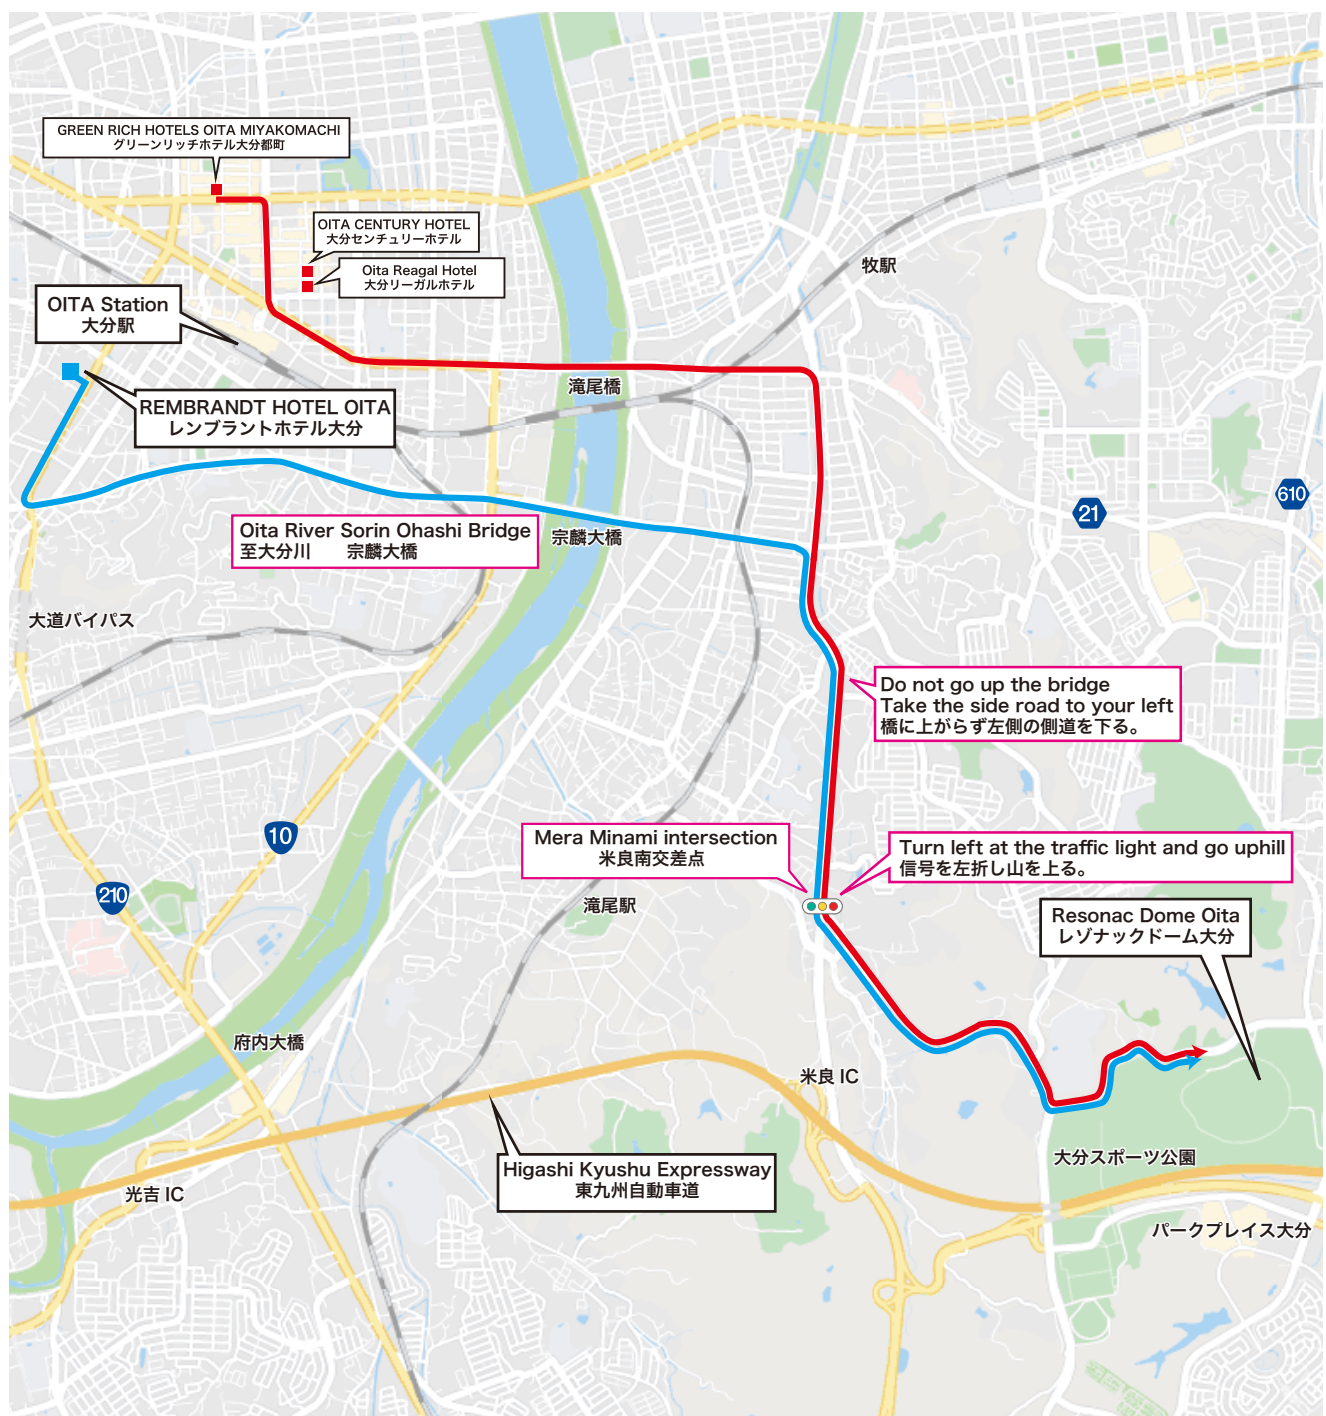 GREEN RICH HOTELS OITA MIYAKOMACHI
グリーンリッチホテル大分都町
OITA CENTURY HOTEL
大分センチュリーホテル
Oita Reagal Hotel
大分リーガルホテル
牧駅
OITA Station
大分駅
滝尾橋
REMBRANDT HOTEL OITA
レンブラントホテル大分
610
21
Oita River Sorin Ohashi Bridge
至大分川　宗麟大橋
宗麟大橋
大道バイパス
Do not go up the bridge
Take the side road to your left
橋に上がらず左側の側道を下る。
10
Mera Minami intersection
米良南交差点
Turn left at the traffic light and go uphill
信号を左折し山を上る。
210
滝尾駅
Resonac Dome Oita
レゾナックドーム大分
府内大橋
米良 IC
大分スポーツ公園
Higashi Kyushu Expressway
東九州自動車道
光吉 IC
パークプレイス大分